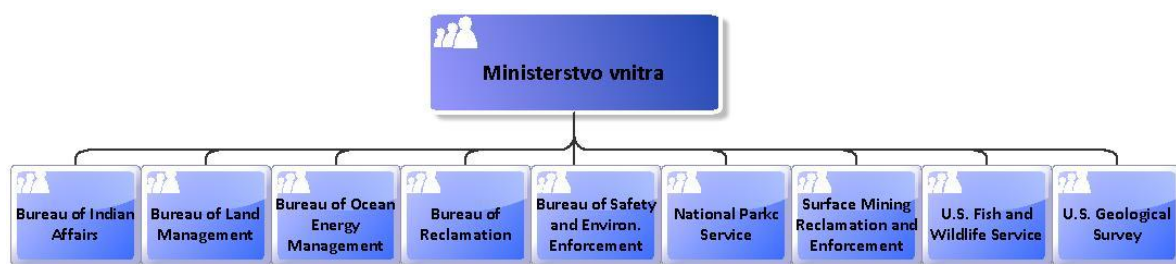 Ministerstvo vnitra
Bureau of Indian
Affairs
Bureau of Land
Management
Bureau of Ocean
Energy
Management
Bureau of
Reclamation
Bureau of Safety
and Environ.
Enforcement
National Parkc
Service
Surface Mining
Reclamation and
Enforcement
U.S. Fish and
Wildlife Service
U.S. Geological
Survey